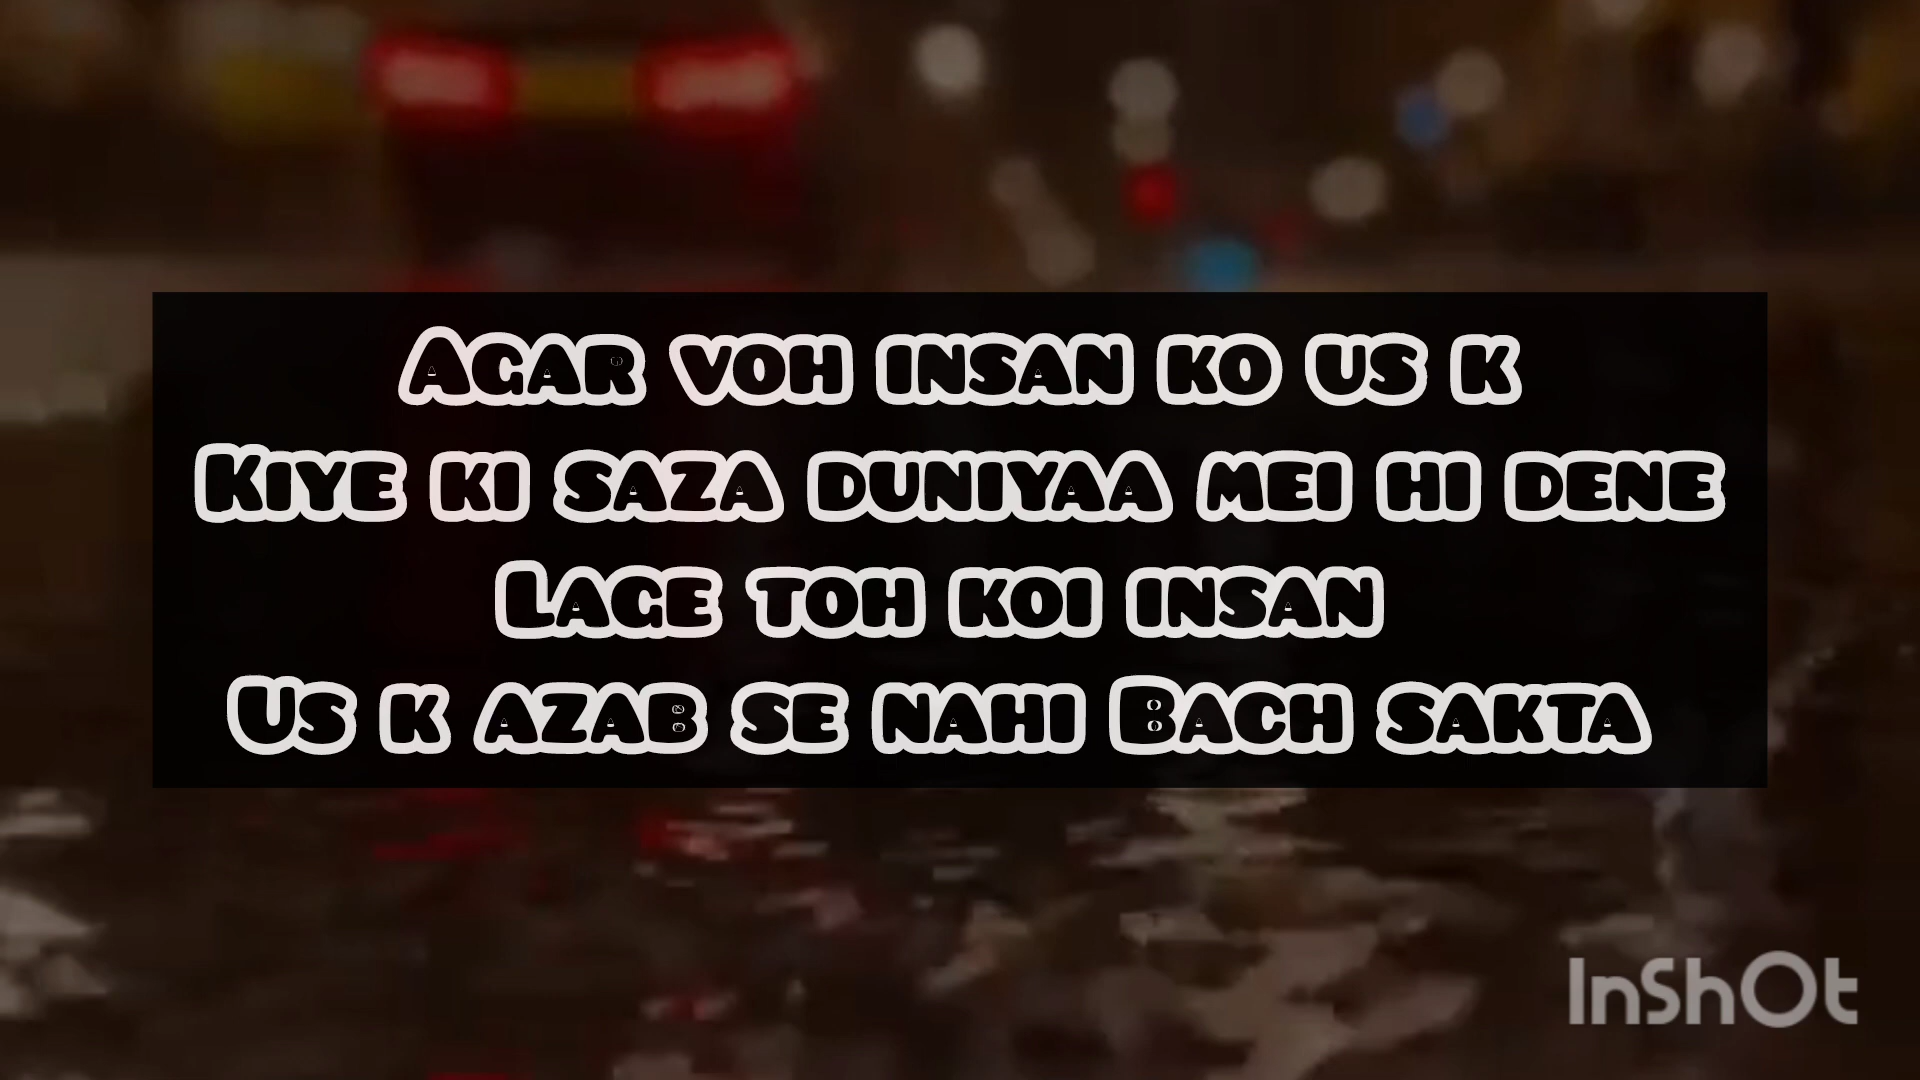 Agar voh insan ko us k
Kiye ki saza duniyaa mei hi dene
Lage toh koi insan
Us k azab se nahi Bach sakta
InShOt